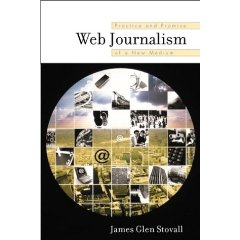 Practice and Promise
Web Journalism
of a New Medium
@
James Glen Stovall